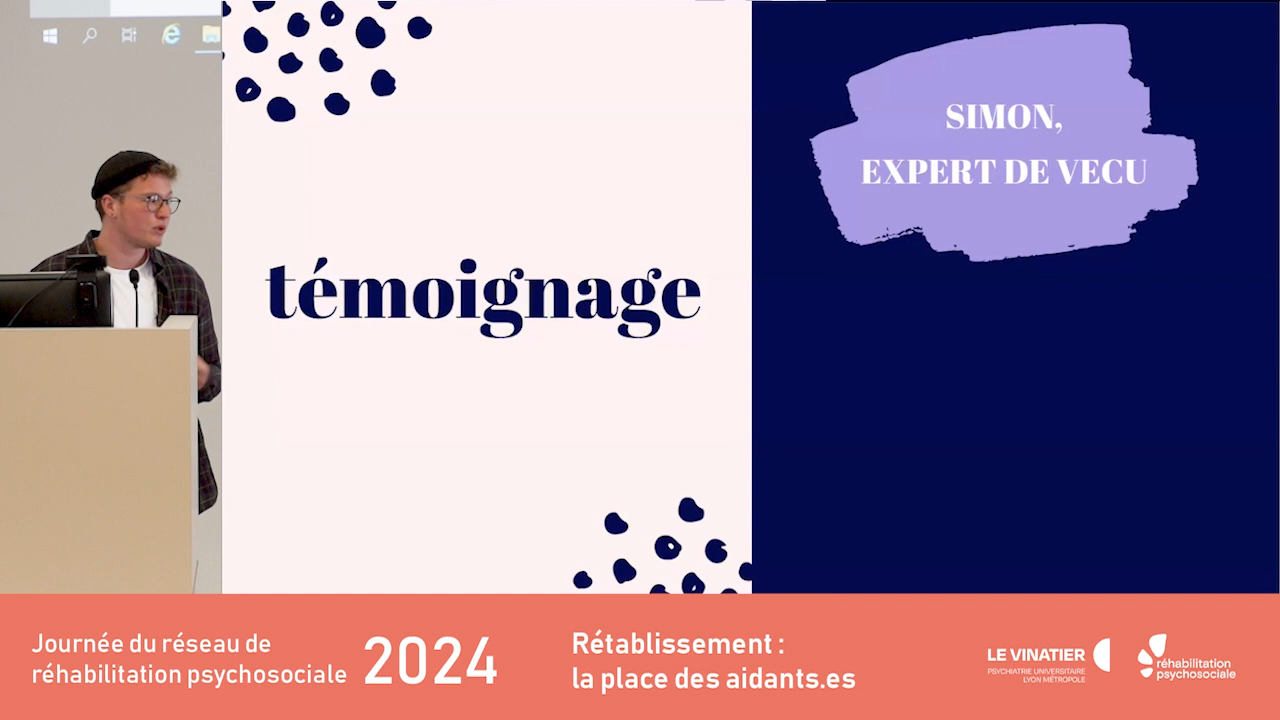 témoignage
SIMON,
EXPERT DE VECU
Journée du réseau de
réhabilitation psychosociale
2024
Rétablissement :
la place des aidants.es
LE VINATIER
PSYCHIATRIE UNIVERSITAIRE
LYON MÉTROPOLE
réhabilitation
psychosociale